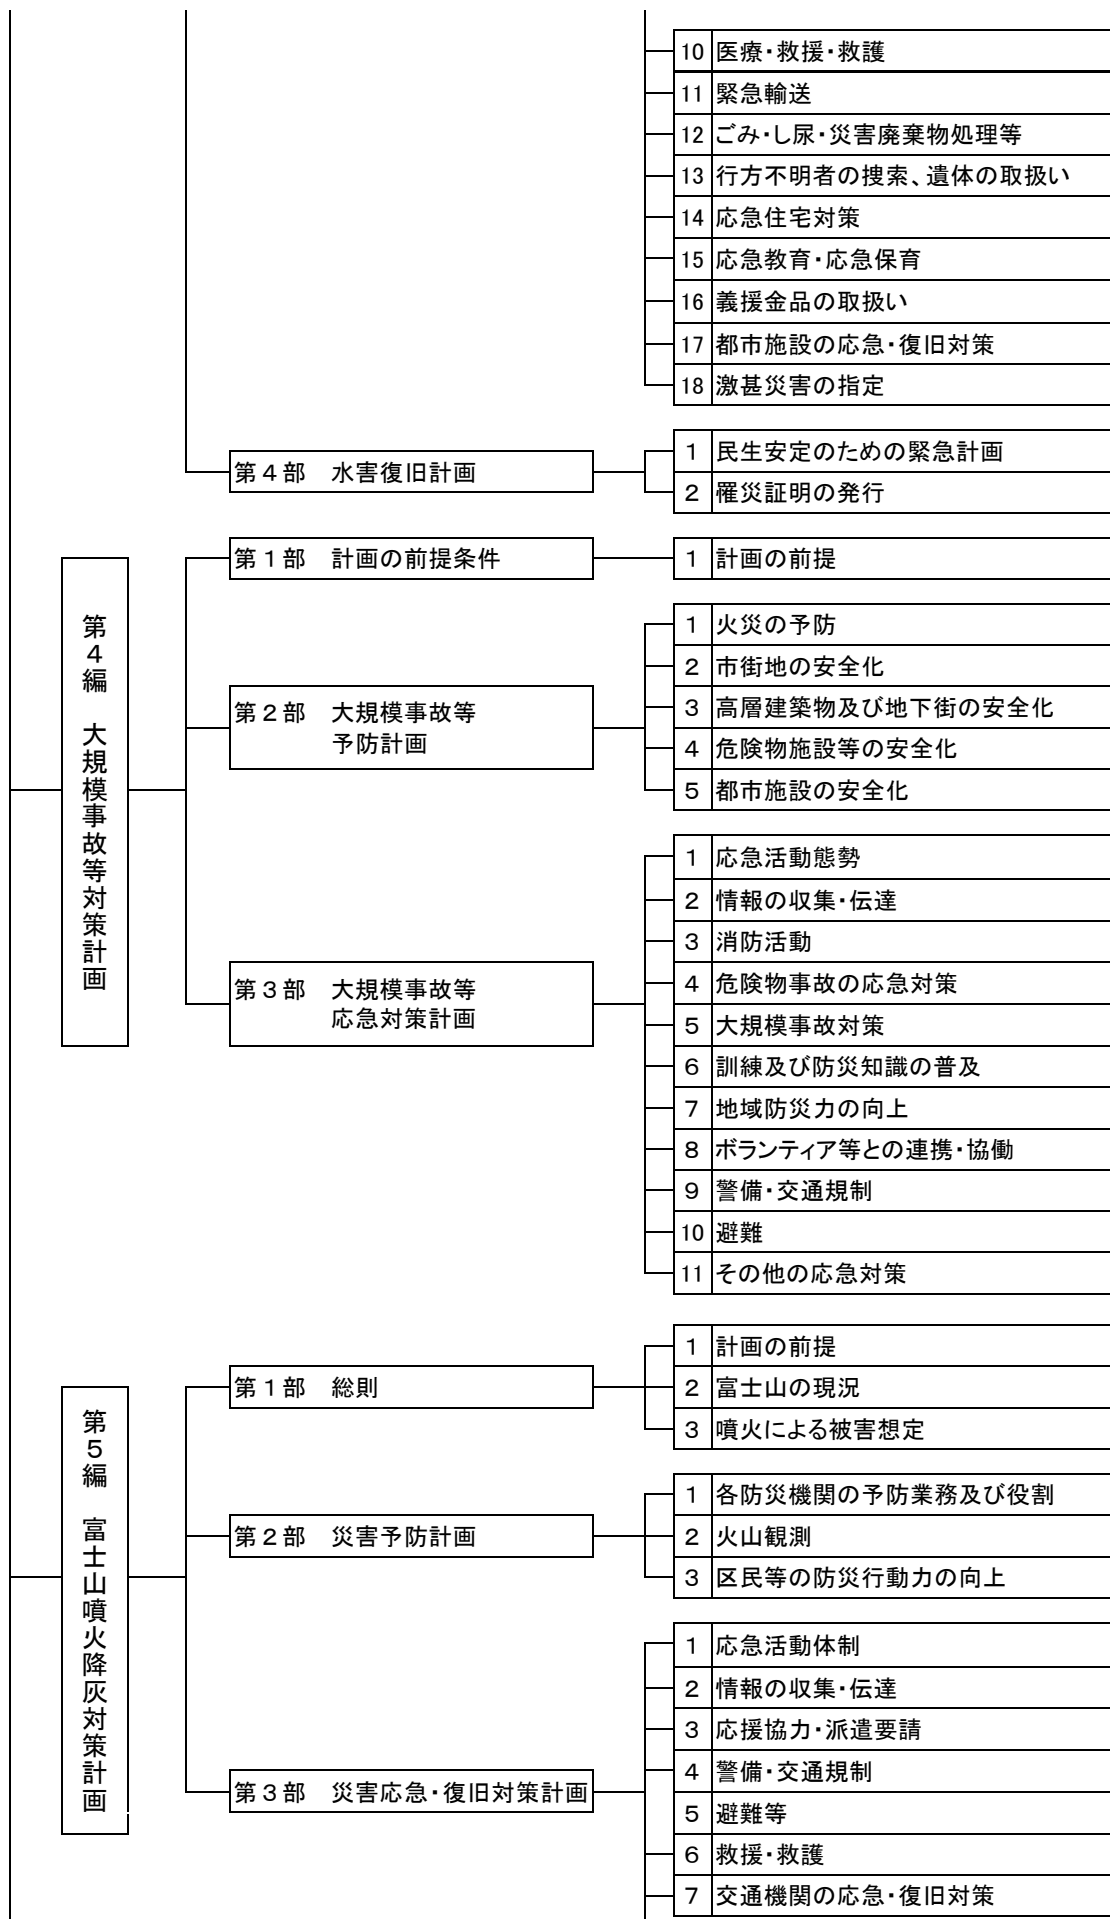 10 医療・救援・救護
11 緊急輸送
12 ごみ・し尿・災害廃棄物処理等
13 行方不明者の捜索、遺体の取扱い
14 応急住宅対策
15 応急教育・応急保育
16 義援金品の取扱い
17 都市施設の応急・復旧対策
18 激甚災害の指定
第４部　水害復旧計画
1 民生安定のための緊急計画
2 罹災証明の発行
第４編　大規模事故等対策計画
第１部　計画の前提条件
1 計画の前提
第２部　大規模事故等
予防計画
1 火災の予防
2 市街地の安全化
3 高層建築物及び地下街の安全化
4 危険物施設等の安全化
5 都市施設の安全化
第３部　大規模事故等
応急対策計画
1 応急活動態勢
2 情報の収集・伝達
3 消防活動
4 危険物事故の応急対策
5 大規模事故対策
6 訓練及び防災知識の普及
7 地域防災力の向上
8 ボランティア等との連携・協働
9 警備・交通規制
10 避難
11 その他の応急対策
第５編　富士山噴火降灰対策計画
第１部　総則
1 計画の前提
2 富士山の現況
3 噴火による被害想定
第２部　災害予防計画
1 各防災機関の予防業務及び役割
2 火山観測
3 区民等の防災行動力の向上
第３部　災害応急・復旧対策計画
1 応急活動体制
2 情報の収集・伝達
3 応援協力・派遣要請
4 警備・交通規制
5 避難等
6 救援・救護
7 交通機関の応急・復旧対策